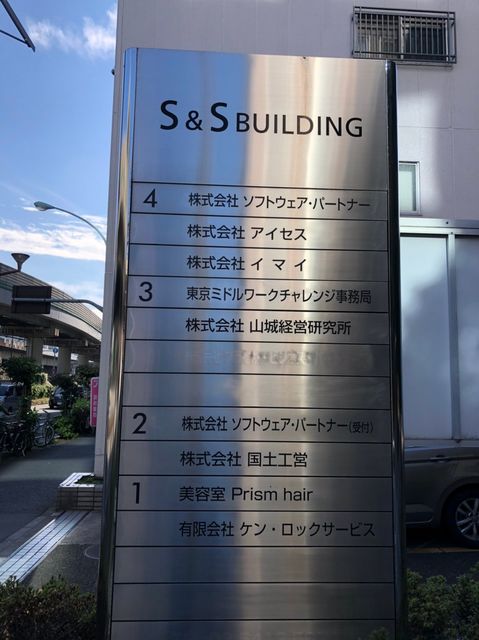 S & S BUILDING
4 株式会社 ソフトウェア・パートナー
株式会社 アイセス
株式会社 イマイ
3 東京ミドルワークチャレンジ事務局
株式会社 山城経営研究所
2 株式会社 ソフトウェア・パートナー(受付)
株式会社 国土工営
1 美容室 Prism hair
有限会社 ケン・ロックサービス